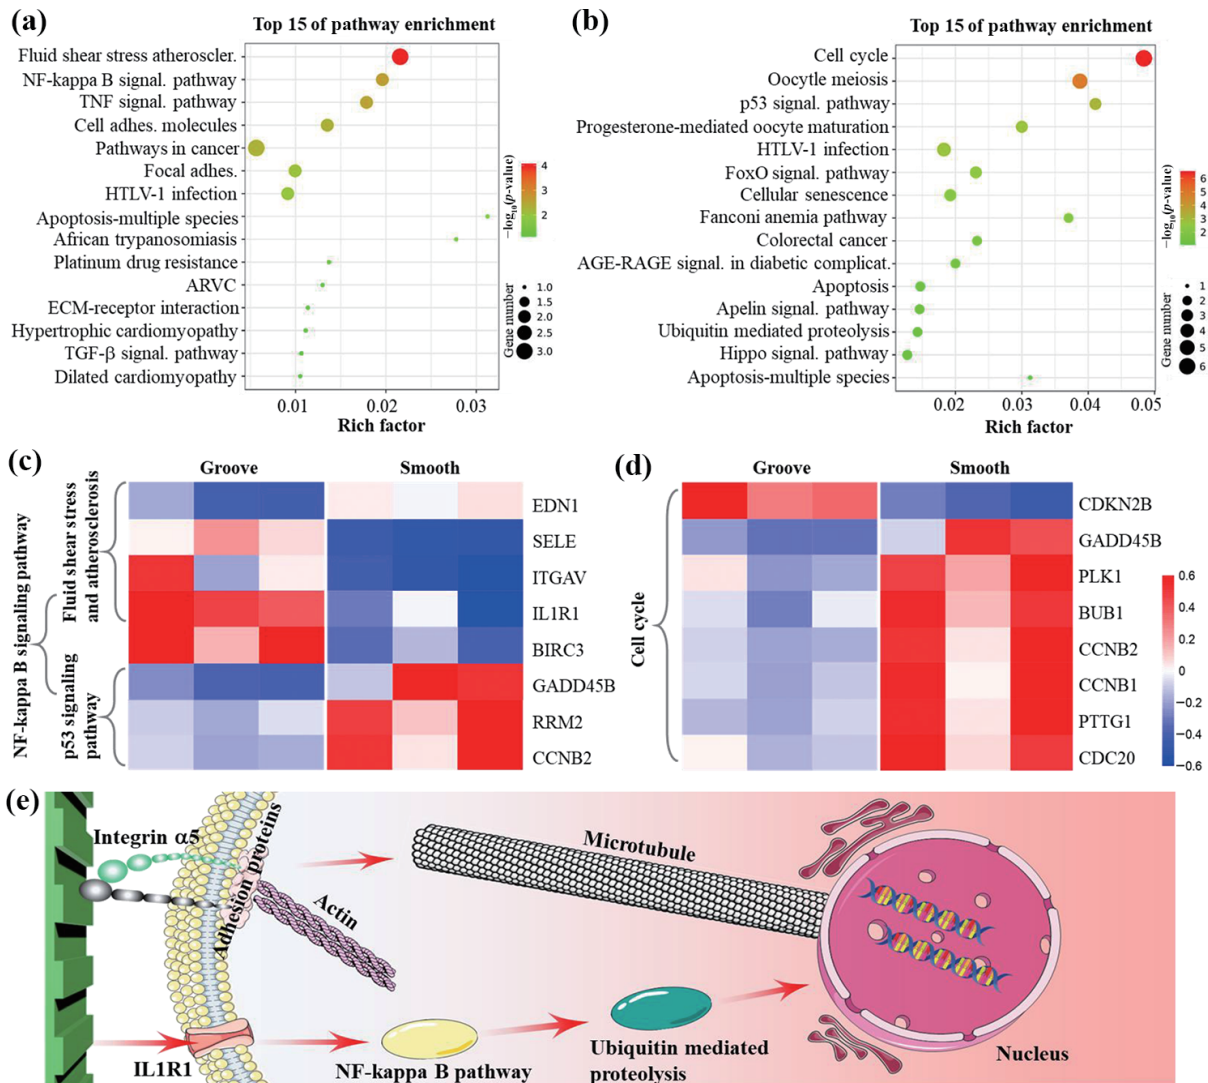 (a)
Top 15 of pathway enrichment
Fluid shear stress atheroscler.
NF-kappa B signal. pathway
TNF signal. pathway
Cell adhes. molecules
Pathways in cancer
Focal adhes.
HTLV-1 infection
Apoptosis-multiple species
African trypanosomiasis
Platinum drug resistance
ARVC
ECM-receptor interaction
Hypertrophic cardiomyopathy
TGF-β signal. pathway
Dilated cardiomyopathy
0.01 0.02 0.03
Rich factor
−log10(p-value)
4
3
2
Gene number
1.0
1.5
2.0
2.5
3.0
(b)
Top 15 of pathway enrichment
Cell cycle
Oocyte meiosis
p53 signal. pathway
Progesterone-mediated oocyte maturation
HTLV-1 infection
FoxO signal. pathway
Cellular senescence
Fanconi anemia pathway
Colorectal cancer
AGE-RAGE signal. in diabetic complicat.
Apoptosis
Apelin signal. pathway
Ubiquitin mediated proteolysis
Hippo signal. pathway
Apoptosis-multiple species
0.02 0.03 0.04 0.05
Rich factor
−log10(p-value)
6
5
4
3
2
Gene number
1
2
3
4
5
6
(c)
Groove Smooth
NF-kappa B signaling pathway
Fluid shear stress
and atherosclerosis
p53 signaling
pathway
EDN1
SELE
ITGAV
IL1R1
BIRC3
GADD45B
RRM2
CCNB2
(d)
Groove Smooth
Cell cycle
CDKN2B
GADD45B
PLK1
BUB1
CCNB2
CCNB1
PTTG1
CDC20
0.6
0.4
0.2
0
−0.2
−0.4
−0.6
(e)
Integrin α5
Adhesion proteins
Actin
Microtubule
IL1R1
NF-kappa B pathway
Ubiquitin mediated
proteolysis
Nucleus